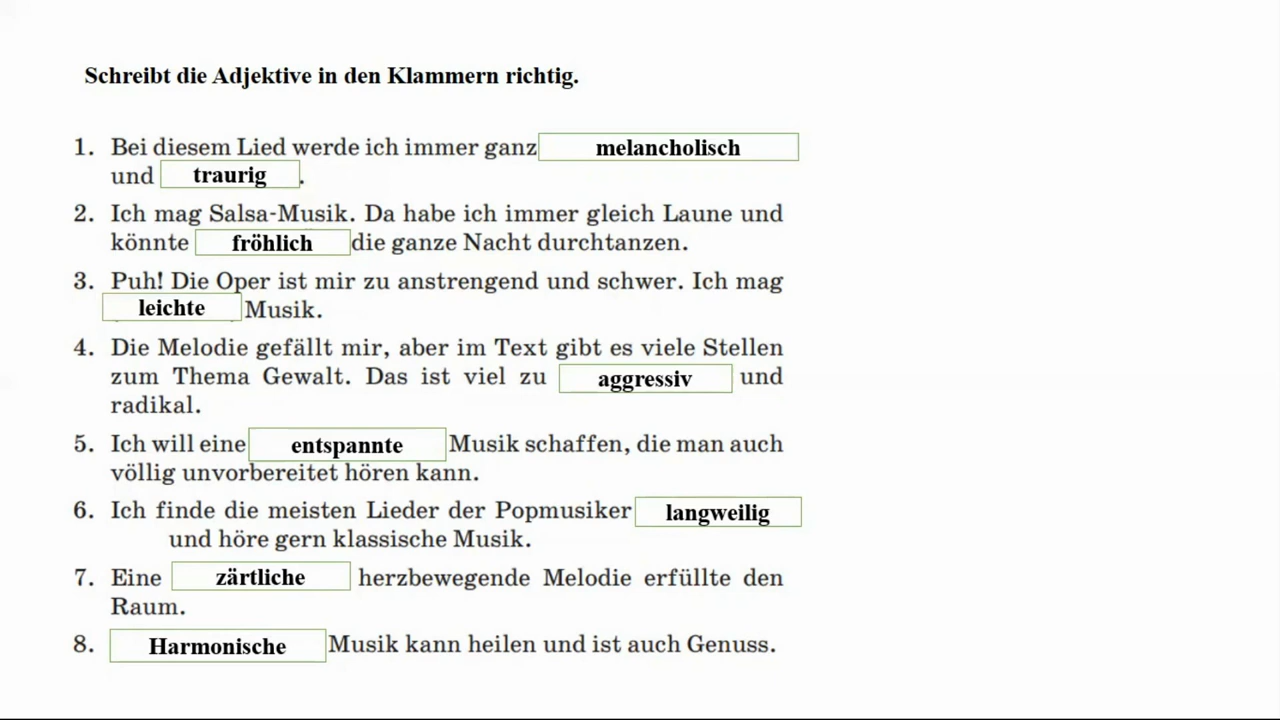 Schreibt die Adjektive in den Klammern richtig.
1. Bei diesem Lied werde ich immer ganz melancholisch
und traurig .
2. Ich mag Salsa-Musik. Da habe ich immer gleich Laune und
könnte fröhlich die ganze Nacht durchtanzen.
3. Puh! Die Oper ist mir zu anstrengend und schwer. Ich mag
leichte Musik.
4. Die Melodie gefällt mir, aber im Text gibt es viele Stellen
zum Thema Gewalt. Das ist viel zu aggressiv und
radikal.
5. Ich will eine entspannte Musik schaffen, die man auch
völlig unvorbereitet hören kann.
6. Ich finde die meisten Lieder der Popmusiker langweilig
und höre gern klassische Musik.
7. Eine zärtliche herzbewegende Melodie erfüllte den
Raum.
8. Harmonische Musik kann heilen und ist auch Genuss.